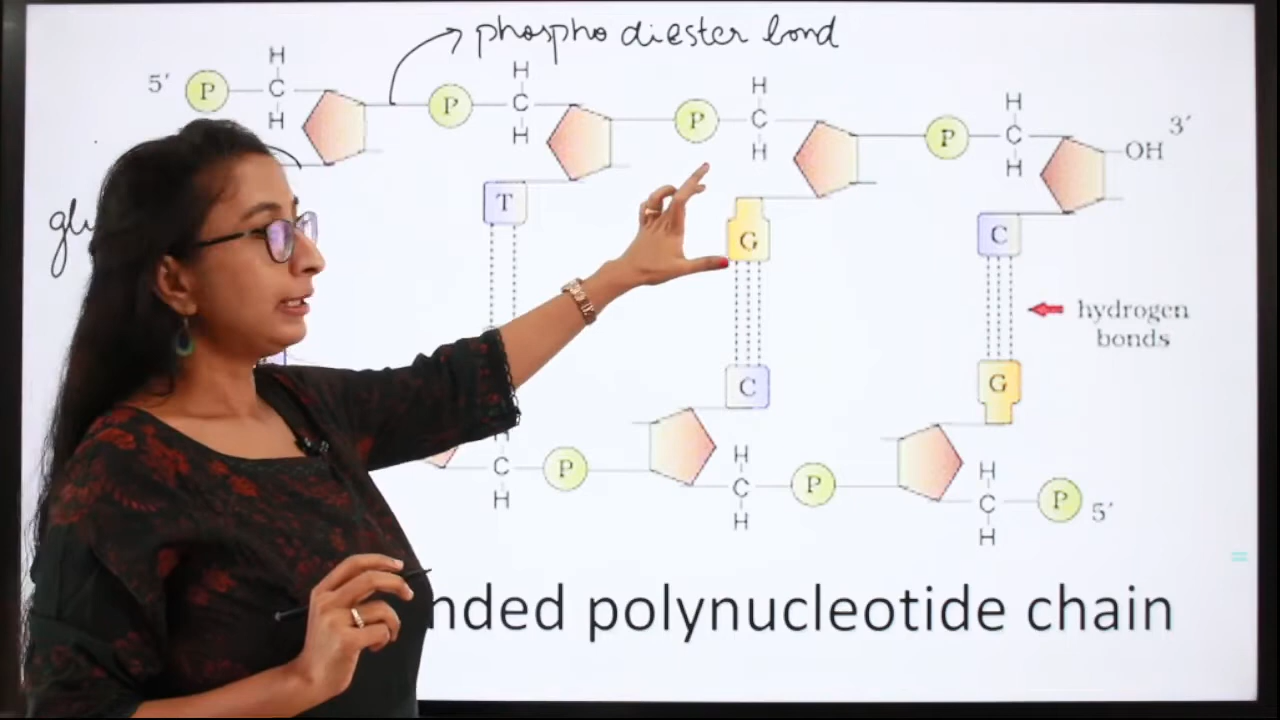 phospho diester bond
5′ P H C H P H C H P H C H P H C H OH 3′
T G C
hydrogen
bonds
C G
H C H P H C H P H C H P 5′
nded polynucleotide chain